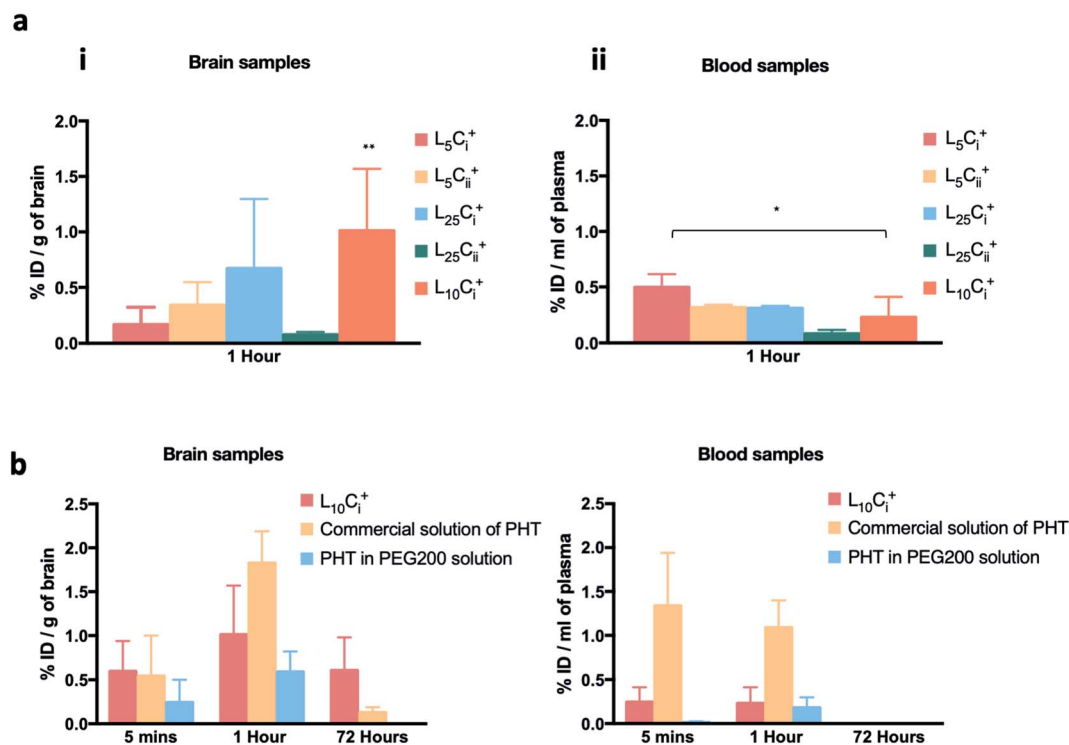 a
i
Brain samples
% ID / g of brain
2.0
1.5
1.0
0.5
0.0
**
1 Hour
L5Ci+
L5Cii+
L25Ci+
L25Cii+
L10Ci+
ii
Blood samples
% ID / ml of plasma
2.0
1.5
1.0
0.5
0.0
*
1 Hour
L5Ci+
L5Cii+
L25Ci+
L25Cii+
L10Ci+
b
Brain samples
% ID / g of brain
2.5
2.0
1.5
1.0
0.5
0.0
5 mins
1 Hour
72 Hours
L10Ci+
Commercial solution of PHT
PHT in PEG200 solution
Blood samples
% ID / ml of plasma
2.5
2.0
1.5
1.0
0.5
0.0
5 mins
1 Hour
72 Hours
L10Ci+
Commercial solution of PHT
PHT in PEG200 solution